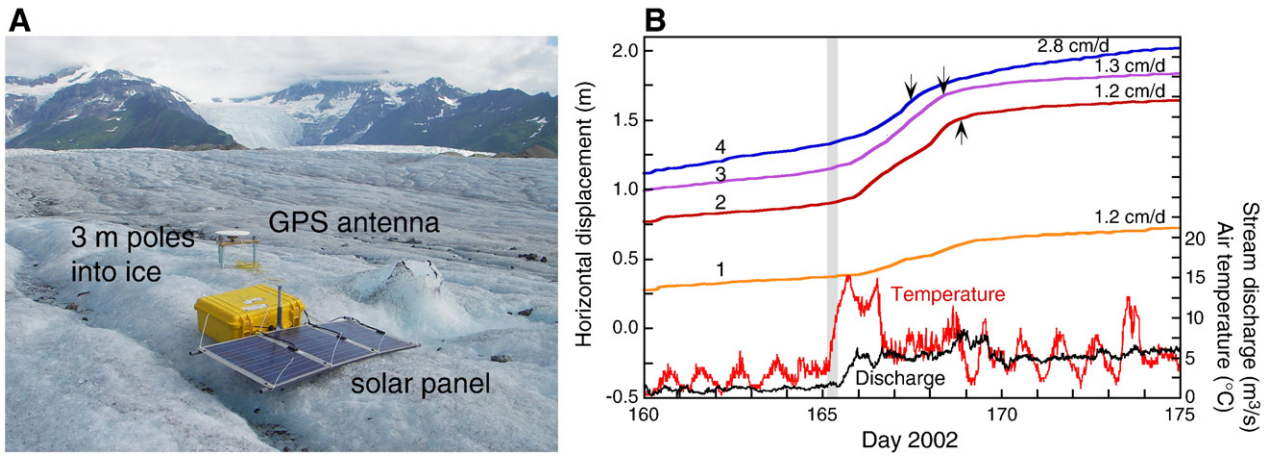 A
3 m poles
into ice
GPS antenna
solar panel
B
Horizontal displacement (m)
2.0
1.5
1.0
0.5
0.0
-0.5
4
3
2
1
2.8 cm/d
1.3 cm/d
1.2 cm/d
1.2 cm/d
Temperature
Discharge
20
15
10
5
0
Air temperature (°C)
Stream discharge (m³/s)
160
165
170
175
Day 2002